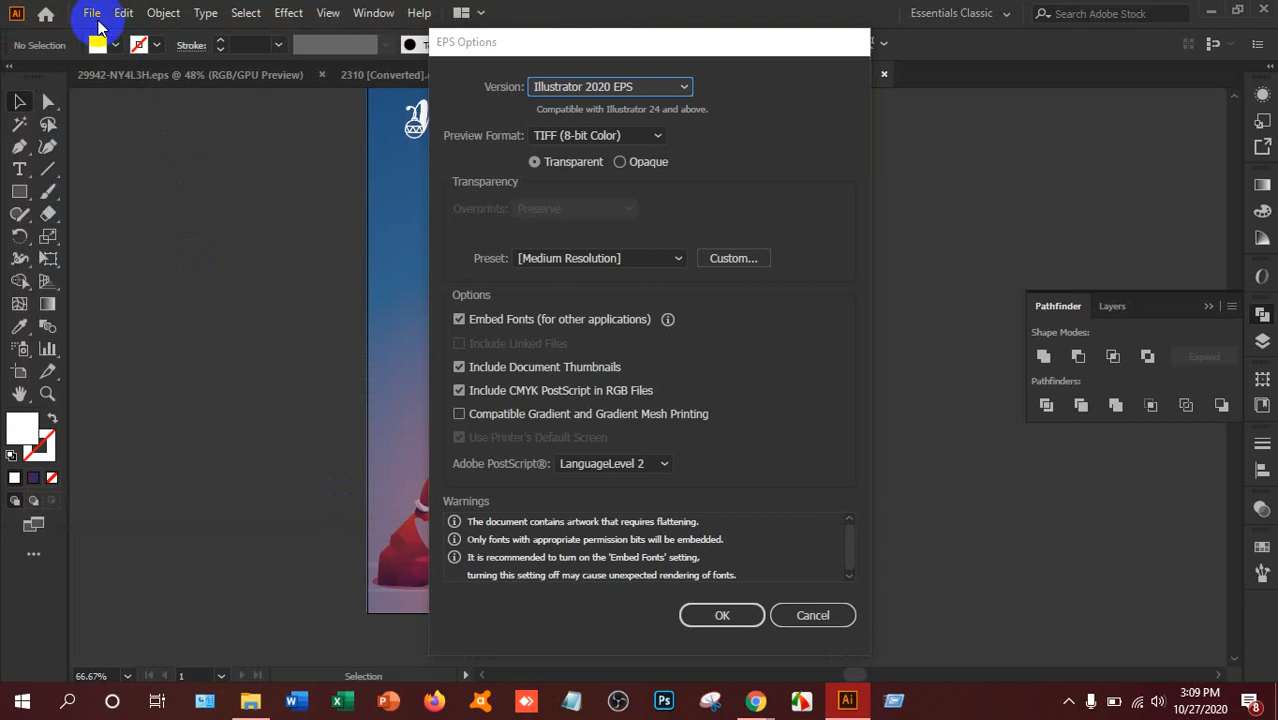 File Edit Object Type Select Effect View Window Help
Essentials Classic
Search Adobe Stock
No Selection
Stroke:
29942-NY4L3H.eps @ 48% (RGB/GPU Preview)
2310 [Converted].
EPS Options
Version: Illustrator 2020 EPS
Compatible with Illustrator 24 and above.
Preview Format: TIFF (8-bit Color)
Transparent Opaque
Transparency
Overprints: Preserve
Preset: [Medium Resolution] Custom...
Options
Embed Fonts (for other applications)
Include Linked Files
Include Document Thumbnails
Include CMYK PostScript in RGB Files
Compatible Gradient and Gradient Mesh Printing
Use Printer's Default Screen
Adobe PostScript®: LanguageLevel 2
Warnings
The document contains artwork that requires flattening.
Only fonts with appropriate permission bits will be embedded.
It is recommended to turn on the 'Embed Fonts' setting,
turning this setting off may cause unexpected rendering of fonts.
OK Cancel
Pathfinder Layers
Shape Modes:
Expand
Pathfinders:
66.67% 1 Selection
3:09 PM
10/27/2020
8